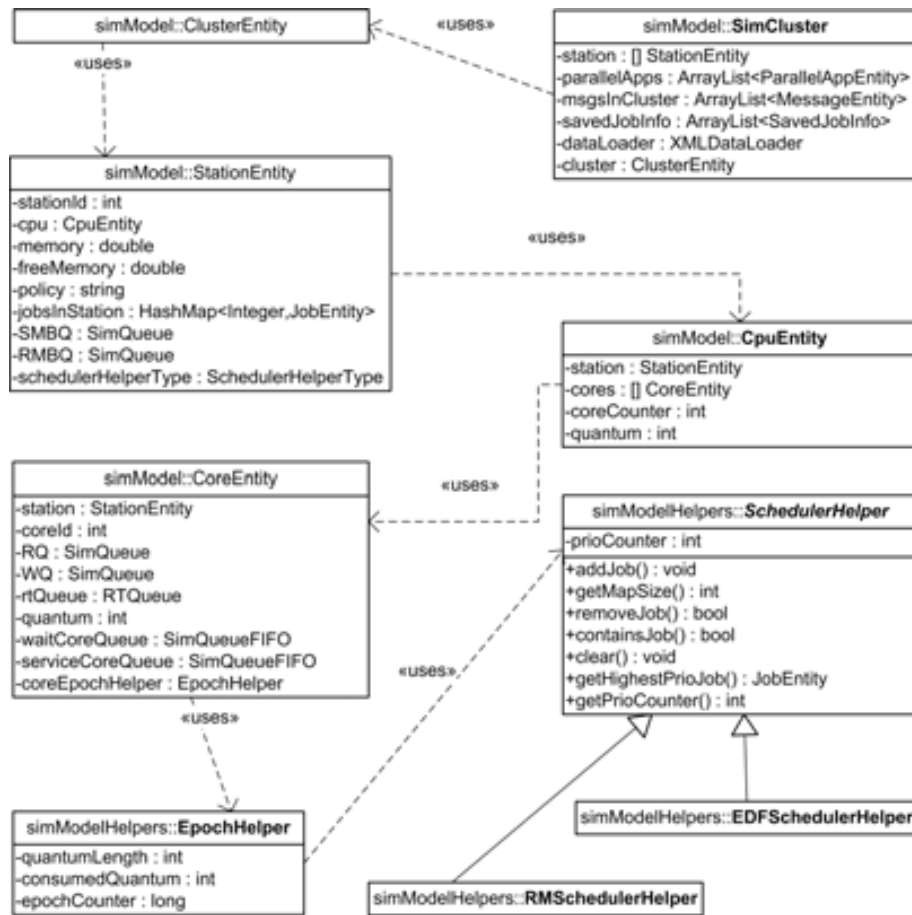 simModel::ClusterEntity
«uses»
simModel::SimCluster
-station : [] StationEntity
-parallelApps : ArrayList<ParallelAppEntity>
-msgsInCluster : ArrayList<MessageEntity>
-savedJobInfo : ArrayList<SavedJobInfo>
-dataLoader : XMLDataLoader
-cluster : ClusterEntity
«uses»
simModel::StationEntity
-stationId : int
-cpu : CpuEntity
-memory : double
-freeMemory : double
-policy : string
-jobsInStation : HashMap<Integer,JobEntity>
-SMBQ : SimQueue
-RMBQ : SimQueue
-schedulerHelperType : SchedulerHelperType
«uses»
simModel::CpuEntity
-station : StationEntity
-cores : [] CoreEntity
-coreCounter : int
-quantum : int
«uses»
simModel::CoreEntity
-station : StationEntity
-coreId : int
-RQ : SimQueue
-WQ : SimQueue
-rtQueue : RTQueue
-quantum : int
-waitCoreQueue : SimQueueFIFO
-serviceCoreQueue : SimQueueFIFO
-coreEpochHelper : EpochHelper
«uses»
simModelHelpers::SchedulerHelper
-prioCounter : int
+addJob() : void
+getMapSize() : int
+removeJob() : bool
+containsJob() : bool
+clear() : void
+getHighestPrioJob() : JobEntity
+getPrioCounter() : int
«uses»
simModelHelpers::EpochHelper
-quantumLength : int
-consumedQuantum : int
-epochCounter : long
simModelHelpers::EDFSchedulerHelper
simModelHelpers::RMSchedulerHelper